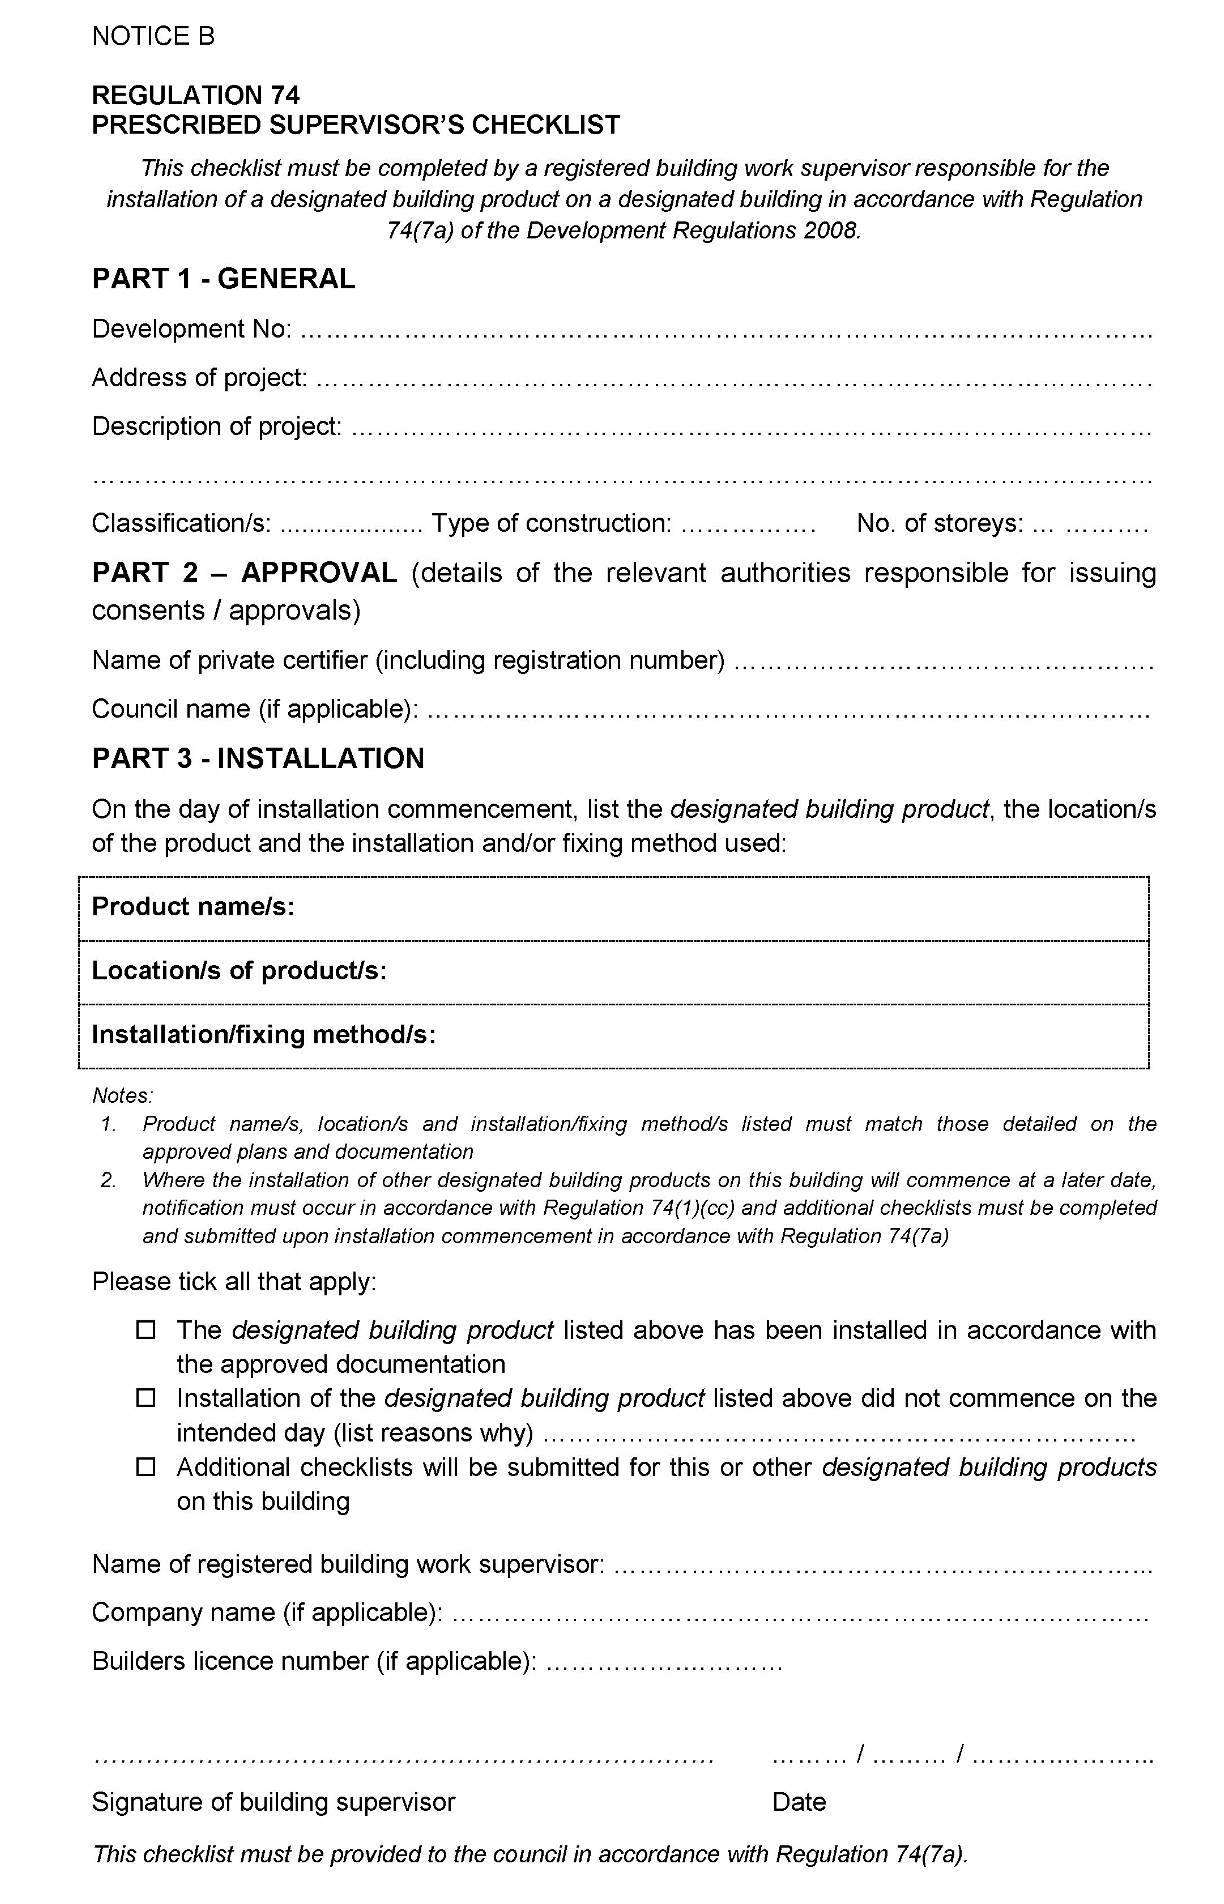 NOTICE B
REGULATION 74
PRESCRIBED SUPERVISOR’S CHECKLIST
This checklist must be completed by a registered building work supervisor responsible for the
installation of a designated building product on a designated building in accordance with Regulation
74(7a) of the Development Regulations 2008.
PART 1 - GENERAL
Development No: ……………………………………………………………………………………
Address of project: …………………………………………………………………………………
Description of project: ………………………………………………………………………………
…………………………………………………………………………………………………………
Classification/s: .................... Type of construction: ……………. No. of storeys: … ……….
PART 2 – APPROVAL (details of the relevant authorities responsible for issuing
consents / approvals)
Name of private certifier (including registration number) …………………………………………
Council name (if applicable): ………………………………………………………………………
PART 3 - INSTALLATION
On the day of installation commencement, list the designated building product, the location/s
of the product and the installation and/or fixing method used:
Product name/s:
Location/s of product/s:
Installation/fixing method/s:
Notes:
1. Product name/s, location/s and installation/fixing method/s listed must match those detailed on the
approved plans and documentation
2. Where the installation of other designated building products on this building will commence at a later date,
notification must occur in accordance with Regulation 74(1)(cc) and additional checklists must be completed
and submitted upon installation commencement in accordance with Regulation 74(7a)
Please tick all that apply:
☐ The designated building product listed above has been installed in accordance with
the approved documentation
☐ Installation of the designated building product listed above did not commence on the
intended day (list reasons why) …………………………………………………………
☐ Additional checklists will be submitted for this or other designated building products
on this building
Name of registered building work supervisor: ……………………………………………………
Company name (if applicable): ……………………………………………………………………
Builders licence number (if applicable): ………………………
……………………………………………………………… ……… / ……… / …………………
Signature of building supervisor Date
This checklist must be provided to the council in accordance with Regulation 74(7a).